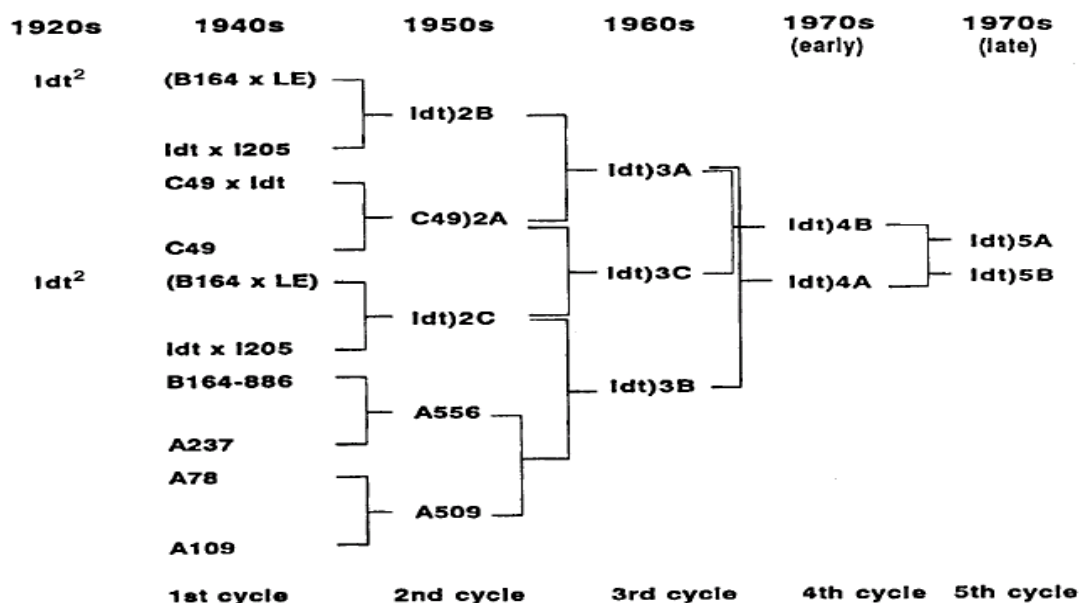 1920s 1940s 1950s 1960s 1970s 1970s
(early) (late)
Idt² (B164 x LE)
Idt)2B
Idt x I205
Idt)3A
C49 x Idt
C49)2A Idt)4B
Idt)5A
C49
Idt)3C Idt)5B
Idt² (B164 x LE) Idt)4A
Idt)2C
Idt x I205
B164-886 Idt)3B
A556
A237
A78
A509
A109
1st cycle 2nd cycle 3rd cycle 4th cycle 5th cycle